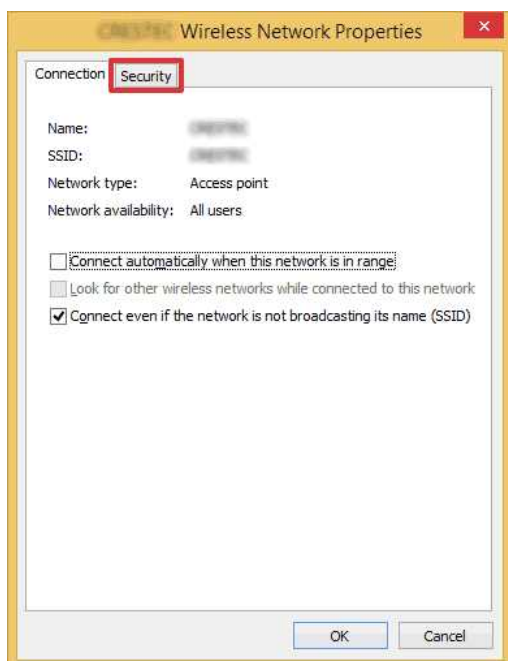 Wireless Network Properties
Connection Security
Name:
SSID:
Network type: Access point
Network availability: All users
Connect automatically when this network is in range
Look for other wireless networks while connected to this network
Connect even if the network is not broadcasting its name (SSID)
OK Cancel